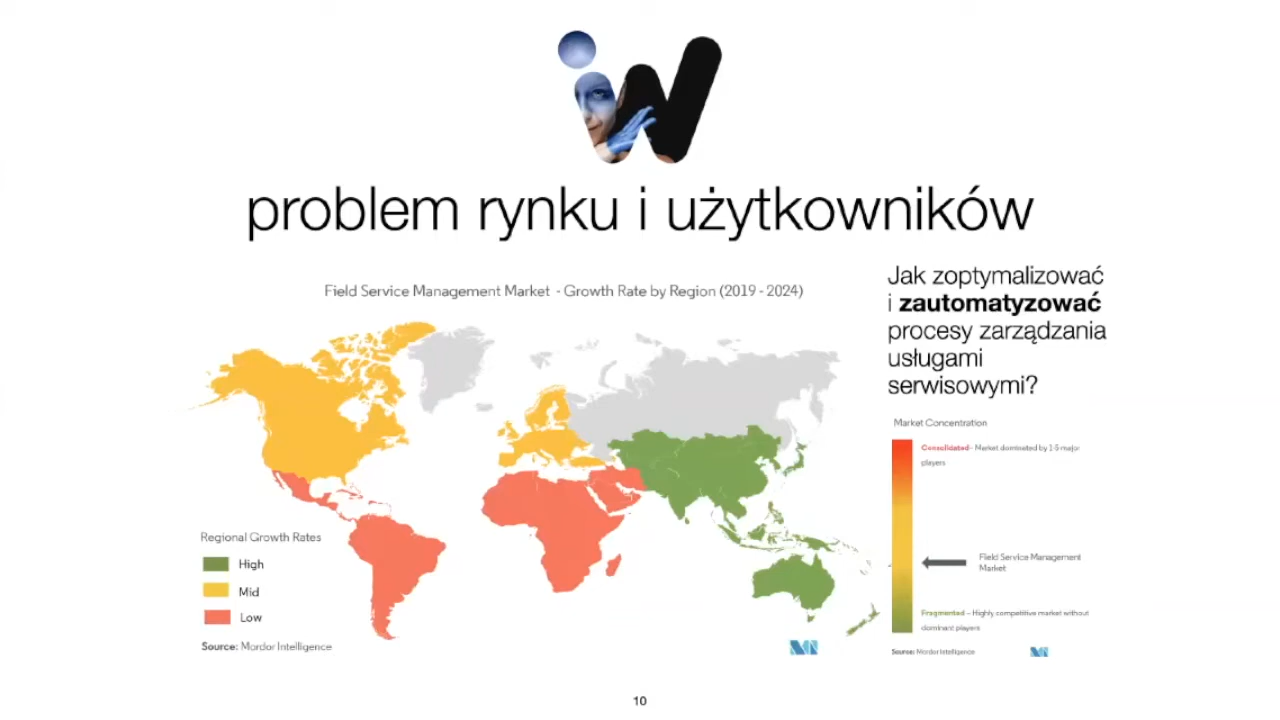 iw
problem rynku i użytkowników
Field Service Management Market - Growth Rate by Region (2019 - 2024)
Jak zoptymalizować
i zautomatyzować
procesy zarządzania
usługami
serwisowymi?
Regional Growth Rates
High
Mid
Low
Source: Mordor Intelligence
Market Concentration
Consolidated - Market dominated by 1-5 major
players
Field Service Management
Market
Fragmented – Highly competitive market without
dominant players
Source: Mordor Intelligence
10